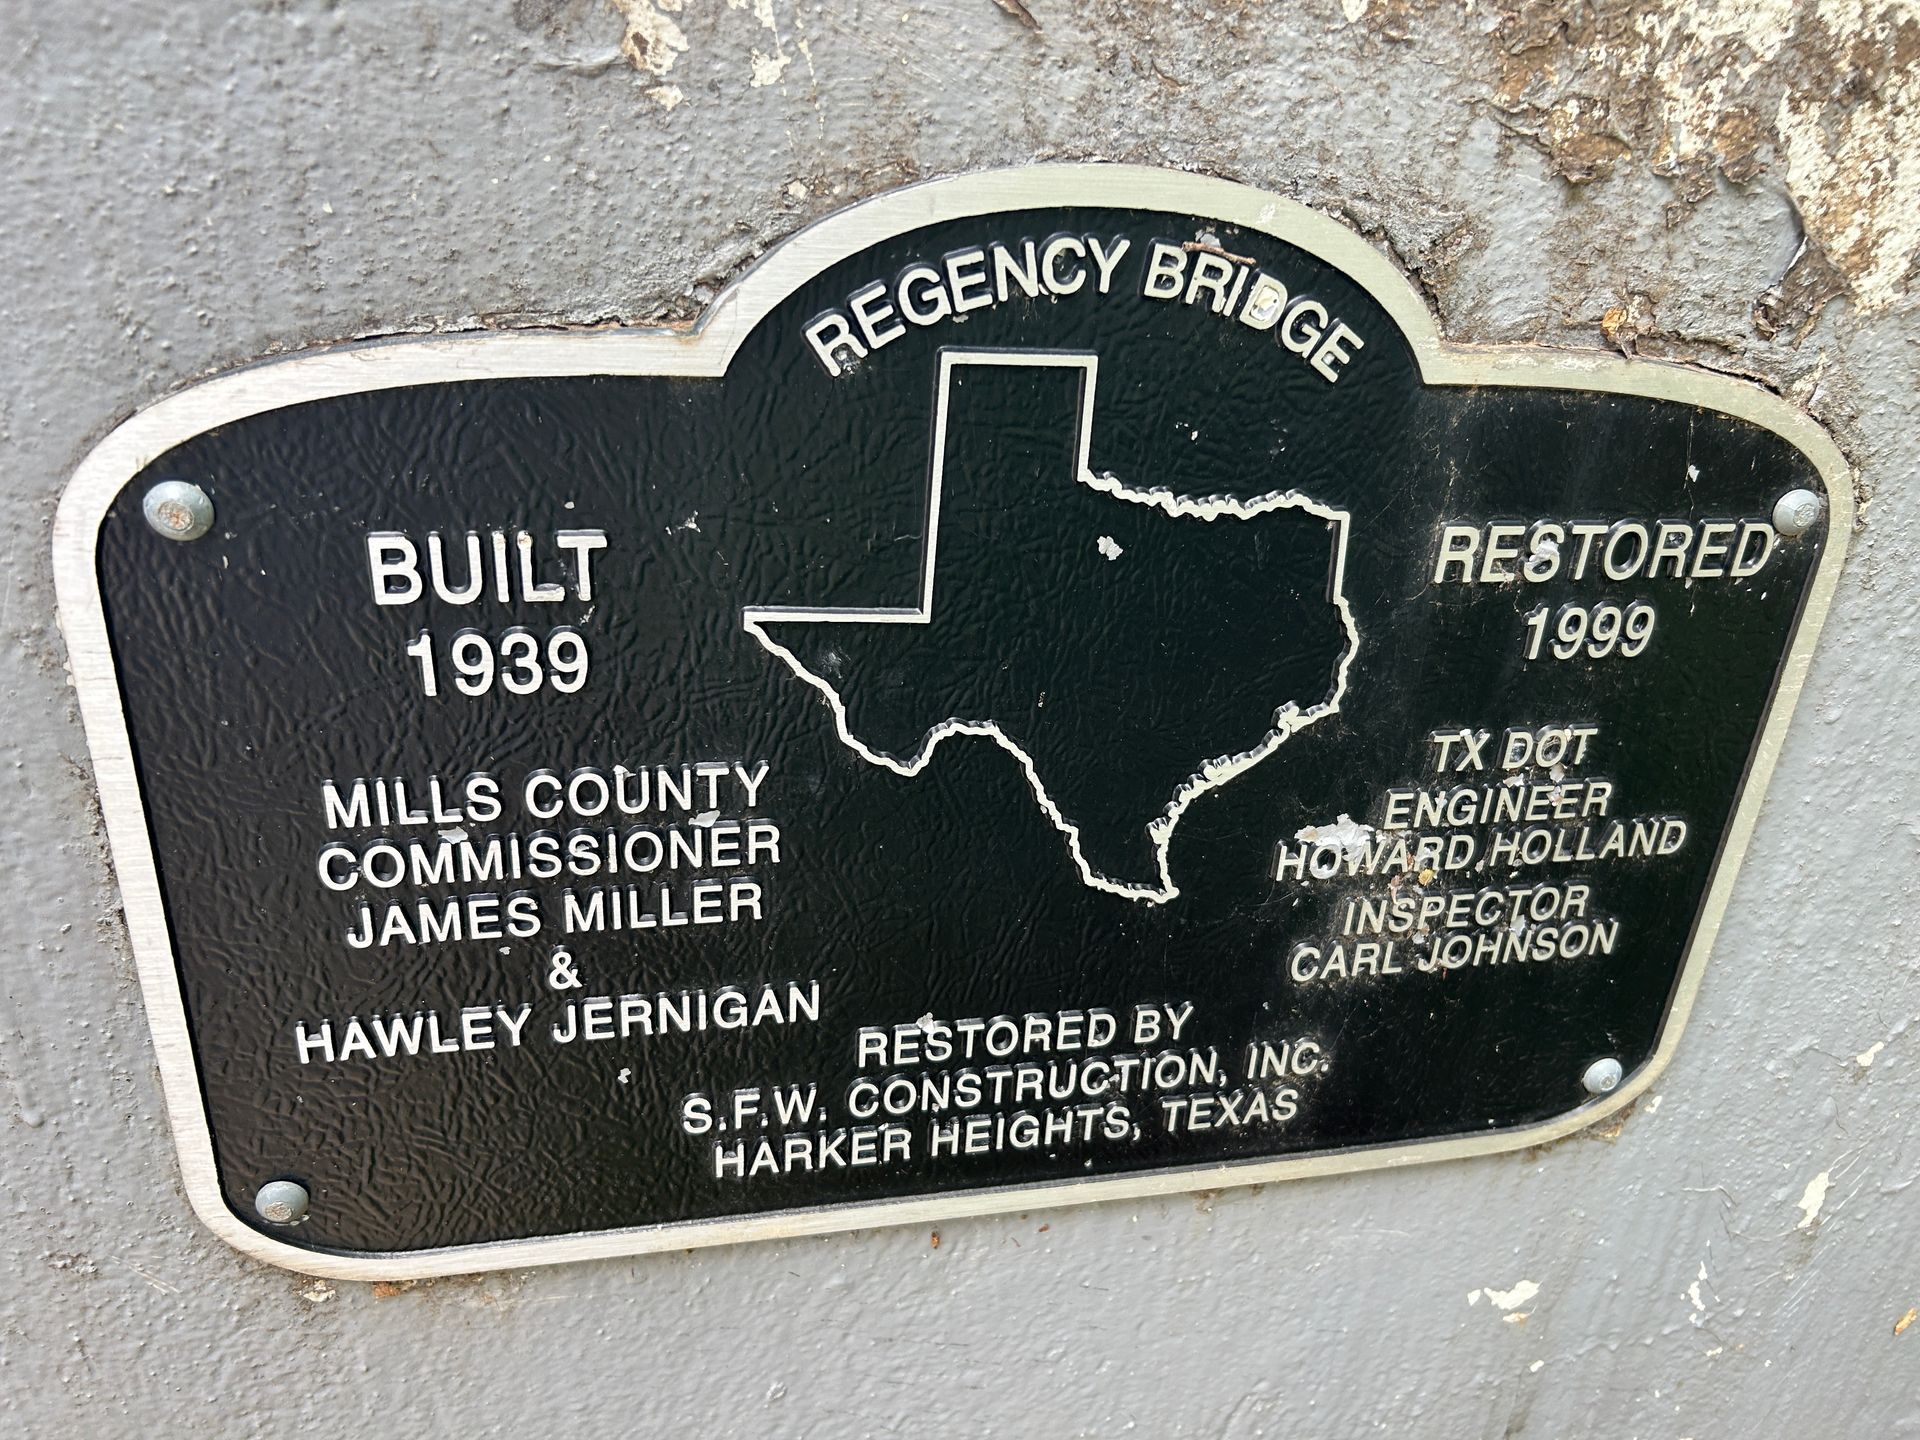 REGENCY BRIDGE
BUILT
1939
MILLS COUNTY
COMMISSIONER
JAMES MILLER
&
HAWLEY JERNIGAN
RESTORED
1999
TX DOT
ENGINEER
HOWARD HOLLAND
INSPECTOR
CARL JOHNSON
RESTORED BY
S.F.W. CONSTRUCTION, INC.
HARKER HEIGHTS, TEXAS